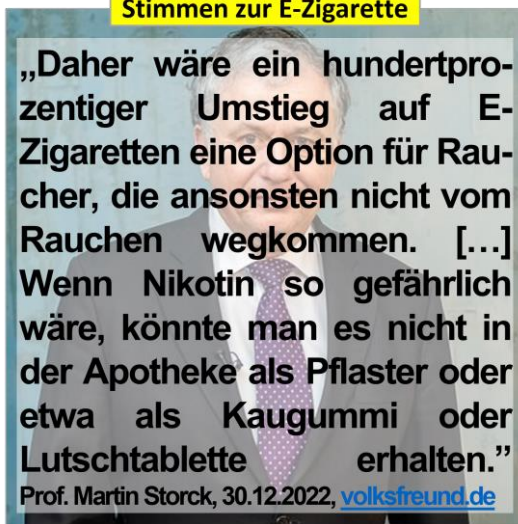 Stimmen zur E-Zigarette
„Daher wäre ein hundertpro-
zentiger Umstieg auf E-
Zigaretten eine Option für Rau-
cher, die ansonsten nicht vom
Rauchen wegkommen. […]
Wenn Nikotin so gefährlich
wäre, könnte man es nicht in
der Apotheke als Pflaster oder
etwa als Kaugummi oder
Lutschtablette erhalten.”
Prof. Martin Storck, 30.12.2022, volksfreund.de